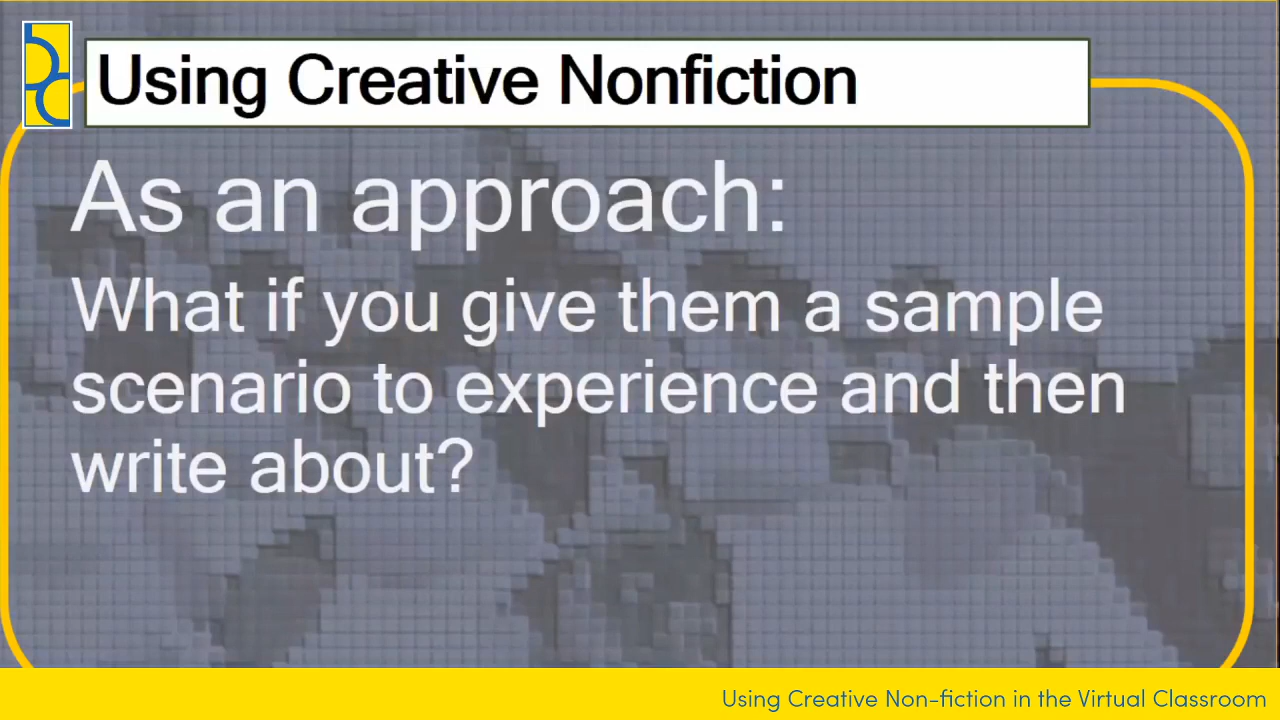 Using Creative Nonfiction
As an approach:
What if you give them a sample
scenario to experience and then
write about?
Using Creative Non-fiction in the Virtual Classroom